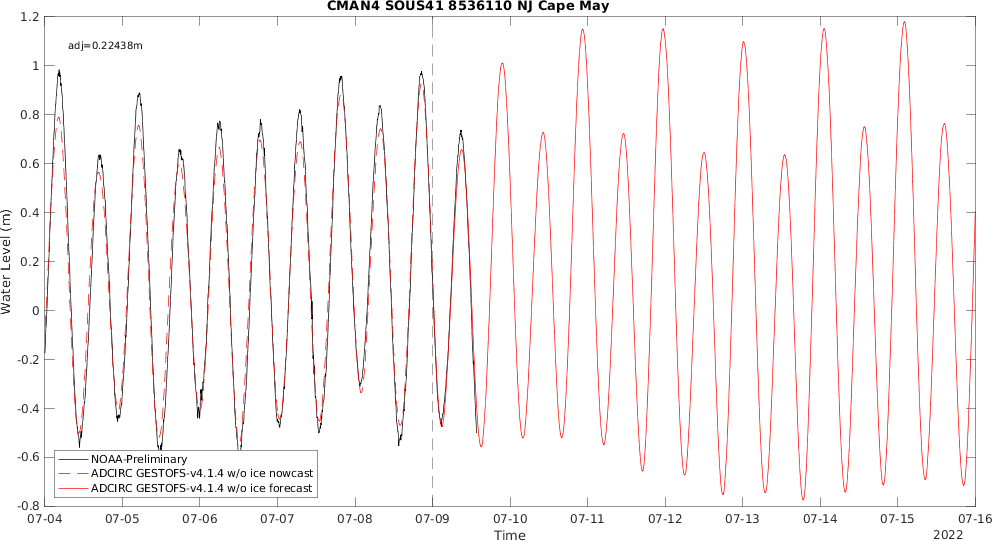 CMAN4 SOUS41 8536110 NJ Cape May
adj=0.22438m
Water Level (m)
1.2
1
0.8
0.6
0.4
0.2
0
-0.2
-0.4
-0.6
-0.8
NOAA-Preliminary
ADCIRC GESTOFS-v4.1.4 w/o ice nowcast
ADCIRC GESTOFS-v4.1.4 w/o ice forecast
07-04 07-05 07-06 07-07 07-08 07-09 07-10 07-11 07-12 07-13 07-14 07-15 07-16
Time
2022